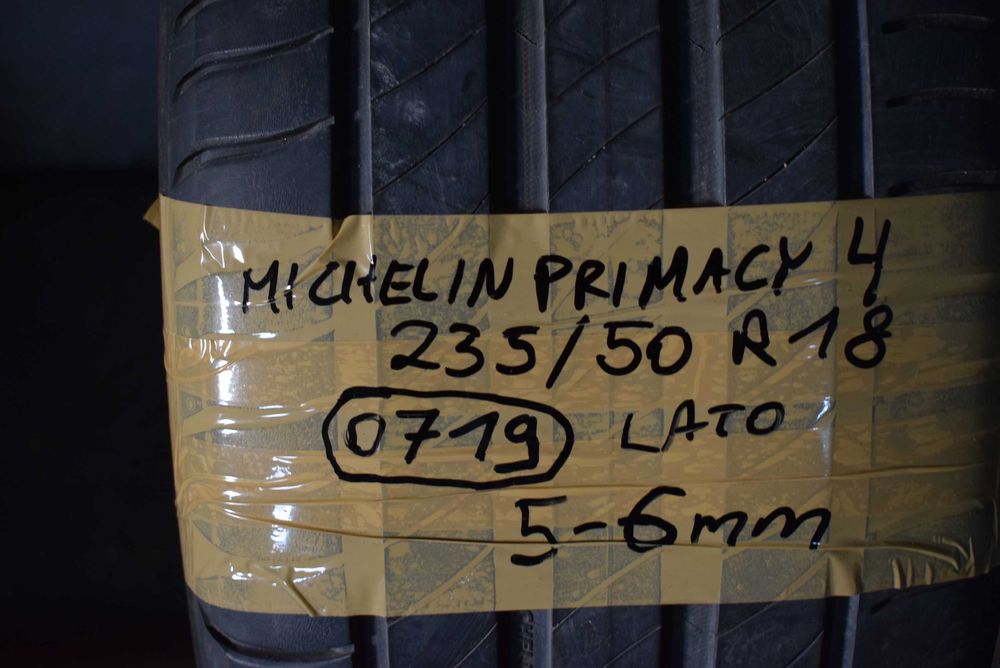 MICHELIN PRIMACY 4
235/50 R18
0719 LATO
5-6mm